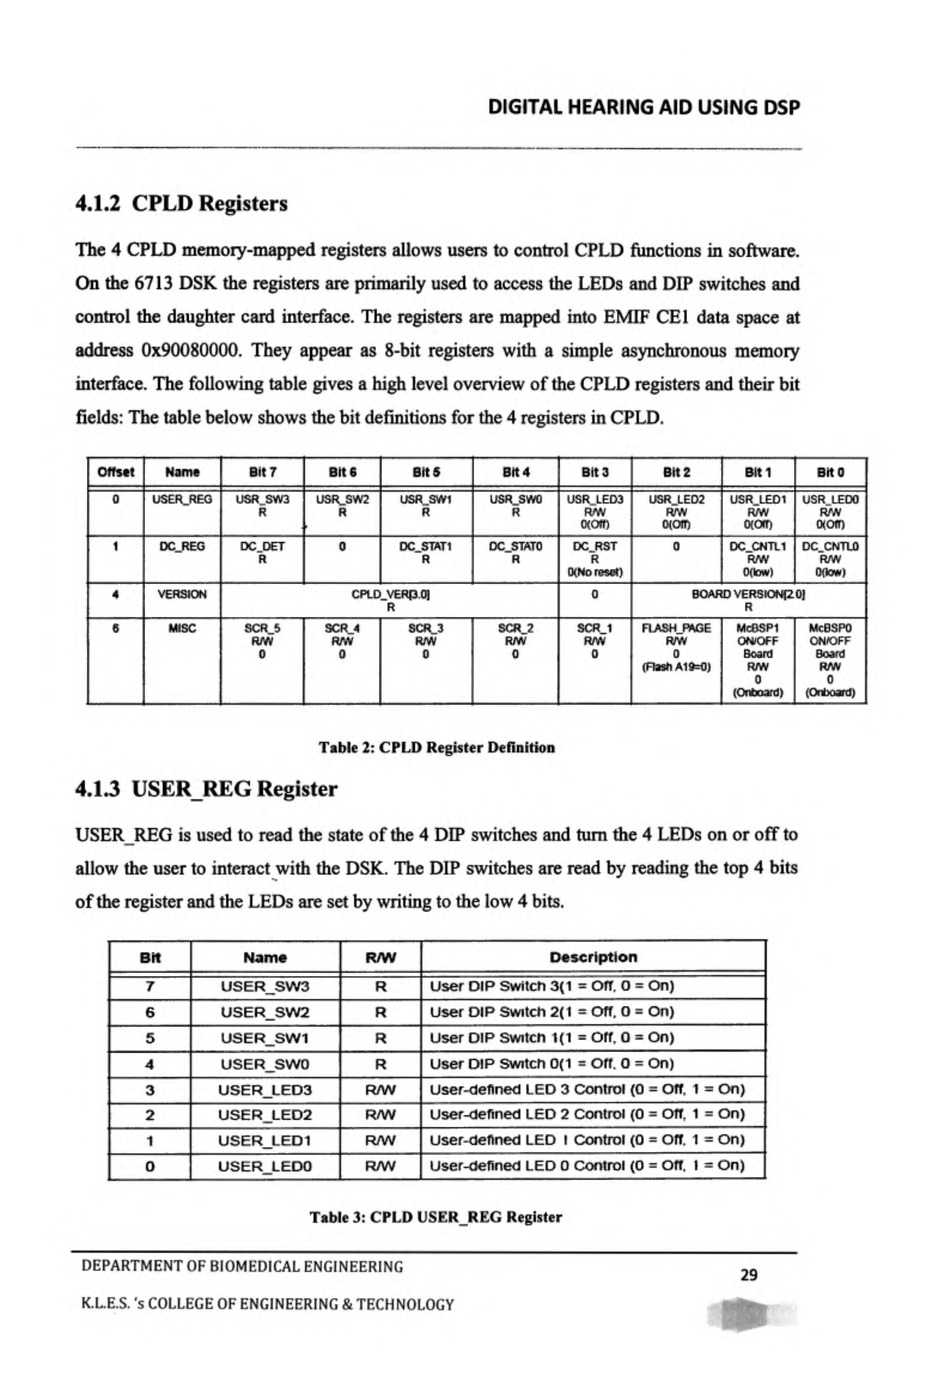 DIGITAL HEARING AID USING DSP
4.1.2 CPLD Registers
The 4 CPLD memory-mapped registers allows users to control CPLD functions in software.
On the 6713 DSK the registers are primarily used to access the LEDs and DIP switches and
control the daughter card interface. The registers are mapped into EMIF CE1 data space at
address 0x90080000. They appear as 8-bit registers with a simple asynchronous memory
interface. The following table gives a high level overview of the CPLD registers and their bit
fields: The table below shows the bit definitions for the 4 registers in CPLD.
Offset Name Bit 7 Bit 6 Bit 5 Bit 4 Bit 3 Bit 2 Bit 1 Bit 0
0 USER_REG USR_SW3 USR_SW2 USR_SW1 USR_SW0 USR_LED3 USR_LED2 USR_LED1 USR_LED0
R R R R R/W R/W R/W R/W
0(Off) 0(Off) 0(Off) 0(Off)
1 DC_REG DC_DET 0 DC_STAT1 DC_STAT0 DC_RST 0 DC_CNTL1 DC_CNTL0
R R R R R/W R/W
0(No reset) 0(low) 0(low)
4 VERSION CPLD_VER[3.0] 0 BOARD VERSION[2 0]
R R
6 MISC SCR_5 SCR_4 SCR_3 SCR_2 SCR_1 FLASH_PAGE McBSP1 McBSP0
R/W R/W R/W R/W R/W R/W ON/OFF ON/OFF
0 0 0 0 0 0 Board Board
(Flash A19=0) R/W R/W
0 0
(Onboard) (Onboard)
Table 2: CPLD Register Definition
4.1.3 USER_REG Register
USER_REG is used to read the state of the 4 DIP switches and turn the 4 LEDs on or off to
allow the user to interact with the DSK. The DIP switches are read by reading the top 4 bits
of the register and the LEDs are set by writing to the low 4 bits.
Bit Name R/W Description
7 USER_SW3 R User DIP Switch 3(1 = Off, 0 = On)
6 USER_SW2 R User DIP Switch 2(1 = Off, 0 = On)
5 USER_SW1 R User DIP Switch 1(1 = Off, 0 = On)
4 USER_SW0 R User DIP Switch 0(1 = Off, 0 = On)
3 USER_LED3 R/W User-defined LED 3 Control (0 = Off, 1 = On)
2 USER_LED2 R/W User-defined LED 2 Control (0 = Off, 1 = On)
1 USER_LED1 R/W User-defined LED 1 Control (0 = Off, 1 = On)
0 USER_LED0 R/W User-defined LED 0 Control (0 = Off, 1 = On)
Table 3: CPLD USER_REG Register
DEPARTMENT OF BIOMEDICAL ENGINEERING
29
K.L.E.S. 's COLLEGE OF ENGINEERING & TECHNOLOGY